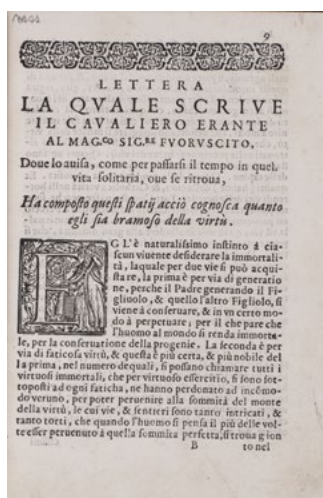 9
LETTERA
LA QVALE SCRIVE
IL CAVALIERO ERANTE
AL MAG.CO SIG.RE FVORVSCITO,
Doue lo auisa, come per passarsi il tempo in quel
vita solitaria, oue se ritroua,
Ha composto questi spatij acciò cognosca quanto
egli sia bramoso della virtù.
EGL'è naturalissimo instinto à cia-
scun viuente desiderare la immortali-
tà, laquale per due vie si può acqui-
stare, la prima è per via di generatio
ne, perche il Padre generando il Fi-
gliuolo, & quello l'altro Figliolo, si
viene à conseruare, & in vn certo mo-
do à perpetuare; per il che pare che
l'huomo al mondo si renda immorta-
le, per la conseruatione della progenie. La seconda è per
via di faticosa virtù, & questa è più certa, & più nobile del
la prima, nel numero dequali, si possano chiamare tutti i
virtuosi immortali, che per virtuoso essercitio, si sono sot-
toposti ad ogni faticha, ne hanno perdonato ad incõmo-
do veruno, per poter peruenire alla sommità del monte
della virtù, le cui vie, & sentieri sono tanto intricati, &
tanto torti, che quando l'huomo si pensa il più delle vol-
te esser peruenuto à quella sommità perfetta, si troua gion
B to nel